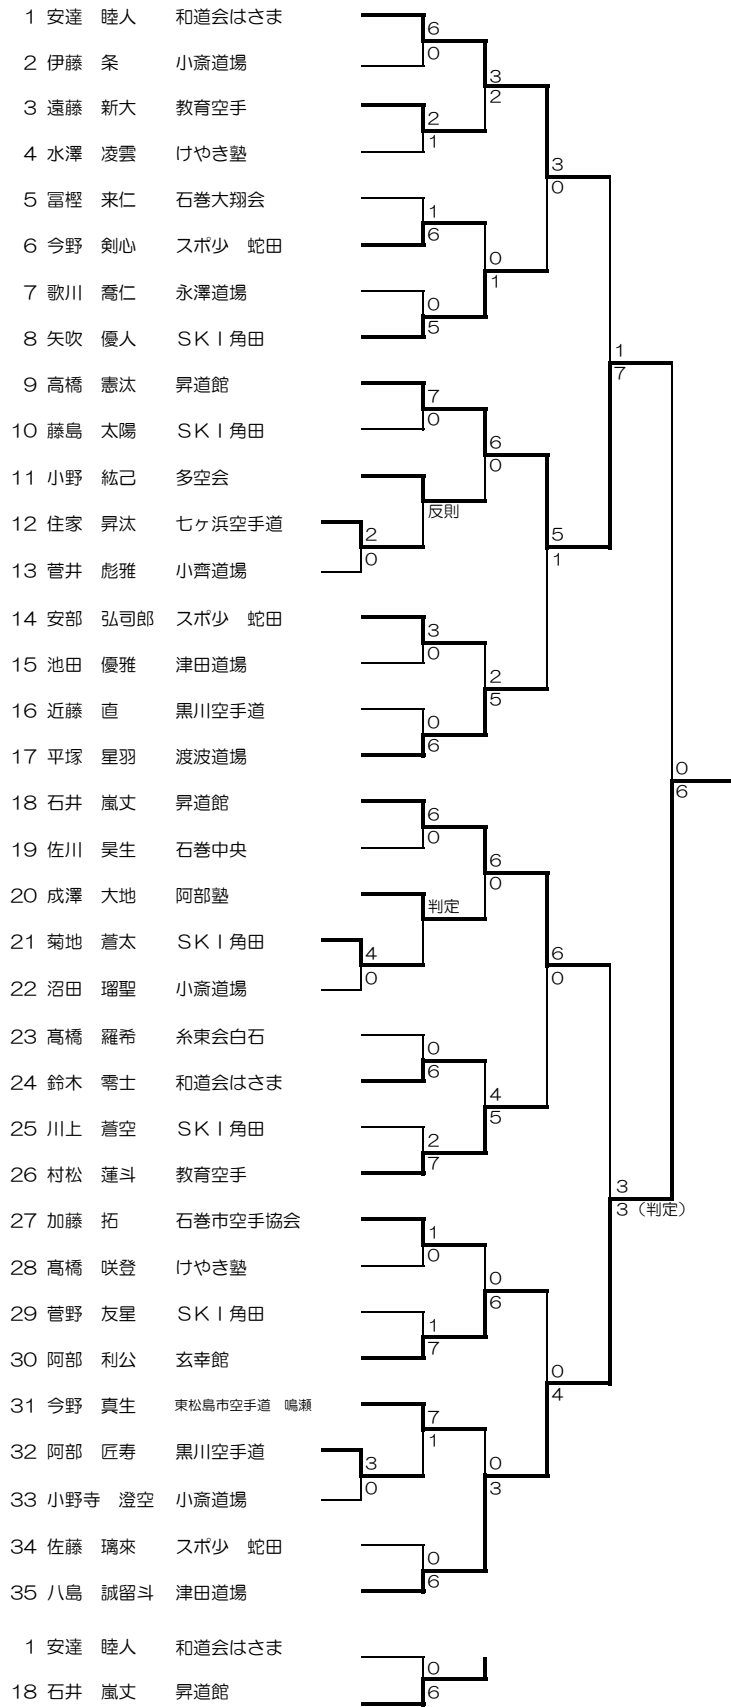 1 安達 睦人 和道会はさま
2 伊藤 条 小斎道場
3 遠藤 新大 教育空手
4 水澤 凌雲 けやき塾
5 冨樫 来仁 石巻大翔会
6 今野 剣心 スポ少 蛇田
7 歌川 喬仁 永澤道場
8 矢吹 優人 ＳＫＩ角田
9 高橋 憲汰 昇道館
10 藤島 太陽 ＳＫＩ角田
11 小野 紘己 多空会
12 住家 昇汰 七ヶ浜空手道
13 菅井 彪雅 小齊道場
14 安部 弘司郎 スポ少 蛇田
15 池田 優雅 津田道場
16 近藤 直 黒川空手道
17 平塚 星羽 渡波道場
18 石井 嵐丈 昇道館
19 佐川 昊生 石巻中央
20 成澤 大地 阿部塾
21 菊地 蒼太 ＳＫＩ角田
22 沼田 瑠聖 小斎道場
23 髙橋 羅希 糸東会白石
24 鈴木 零士 和道会はさま
25 川上 蒼空 ＳＫＩ角田
26 村松 蓮斗 教育空手
27 加藤 拓 石巻市空手協会
28 髙橋 咲登 けやき塾
29 菅野 友星 ＳＫＩ角田
30 阿部 利公 玄幸館
31 今野 真生 東松島市空手道 鳴瀬
32 阿部 匠寿 黒川空手道
33 小野寺 澄空 小斎道場
34 佐藤 璃來 スポ少 蛇田
35 八島 誠留斗 津田道場
1 安達 睦人 和道会はさま
18 石井 嵐丈 昇道館
2
0
4
0
3
0
6
0
2
1
1
6
0
5
7
0
反則
3
0
0
6
6
0
判定
0
6
2
7
1
0
1
7
7
1
0
6
0
6
3
2
0
1
6
0
2
5
6
0
4
5
0
6
0
3
3
0
5
1
6
0
0
4
1
7
3
3（判定）
0
6